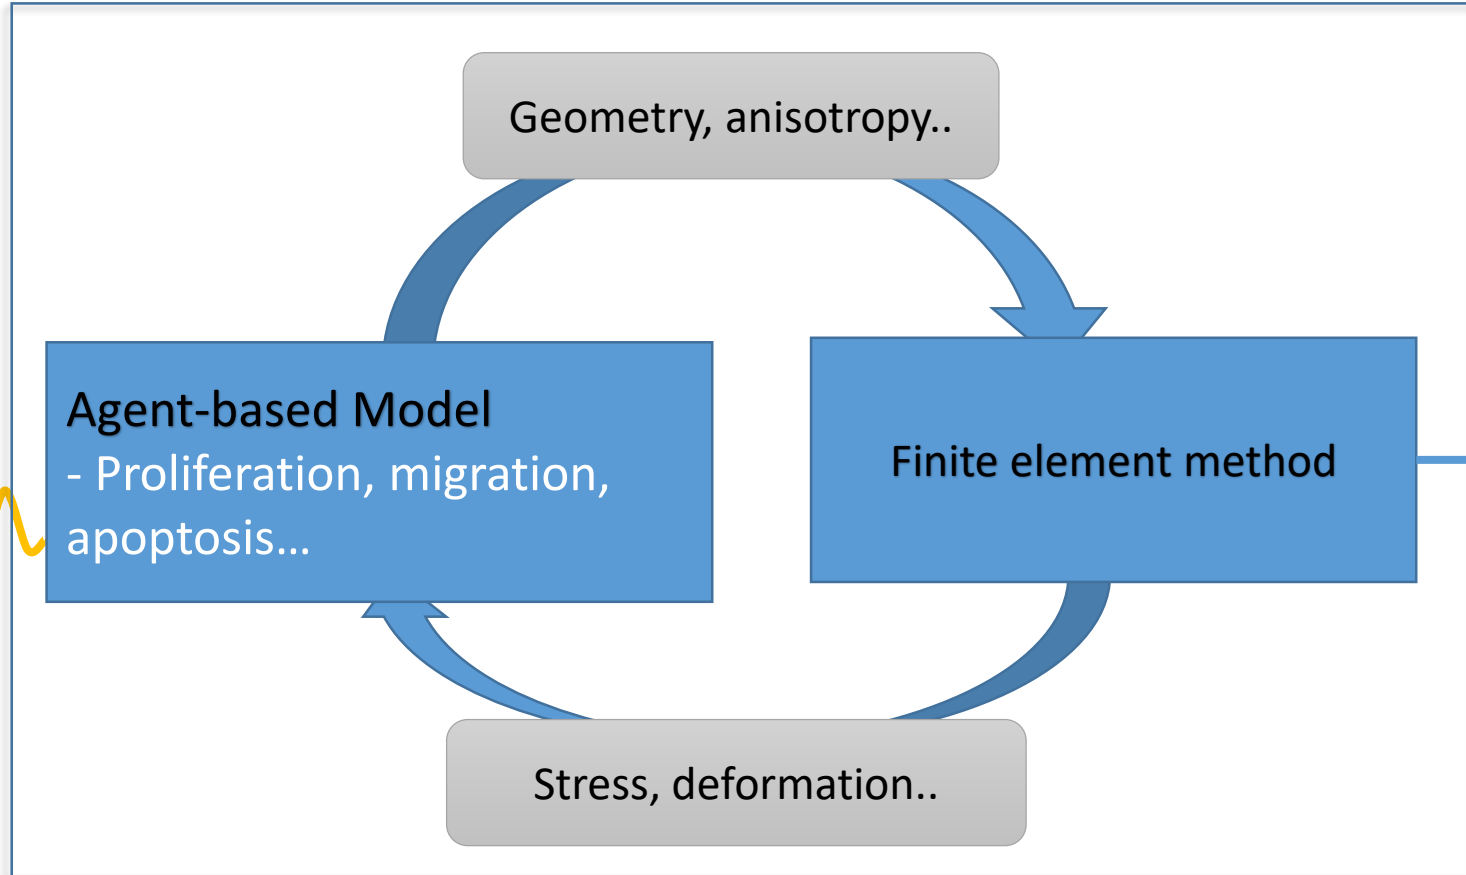 Geometry, anisotropy..
Agent-based Model
- Proliferation, migration,
apoptosis...
Finite element method
Stress, deformation..